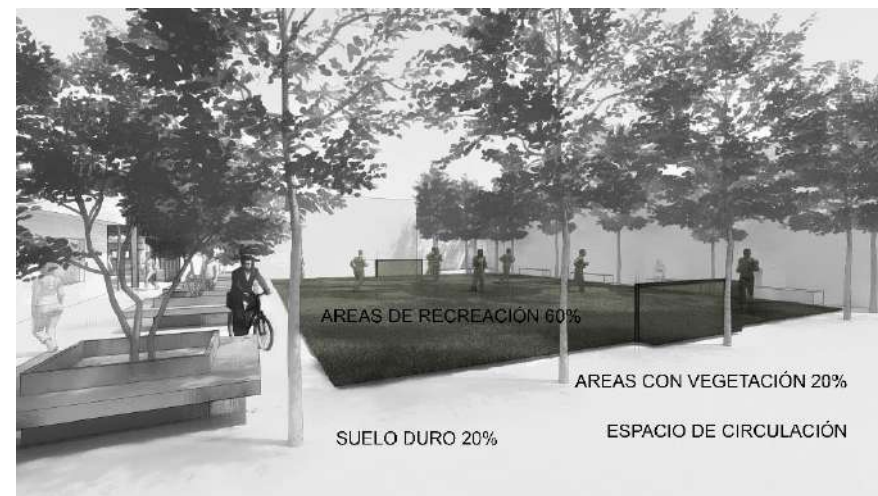 AREAS DE RECREACIÓN 60%
AREAS CON VEGETACIÓN 20%
SUELO DURO 20%
ESPACIO DE CIRCULACIÓN